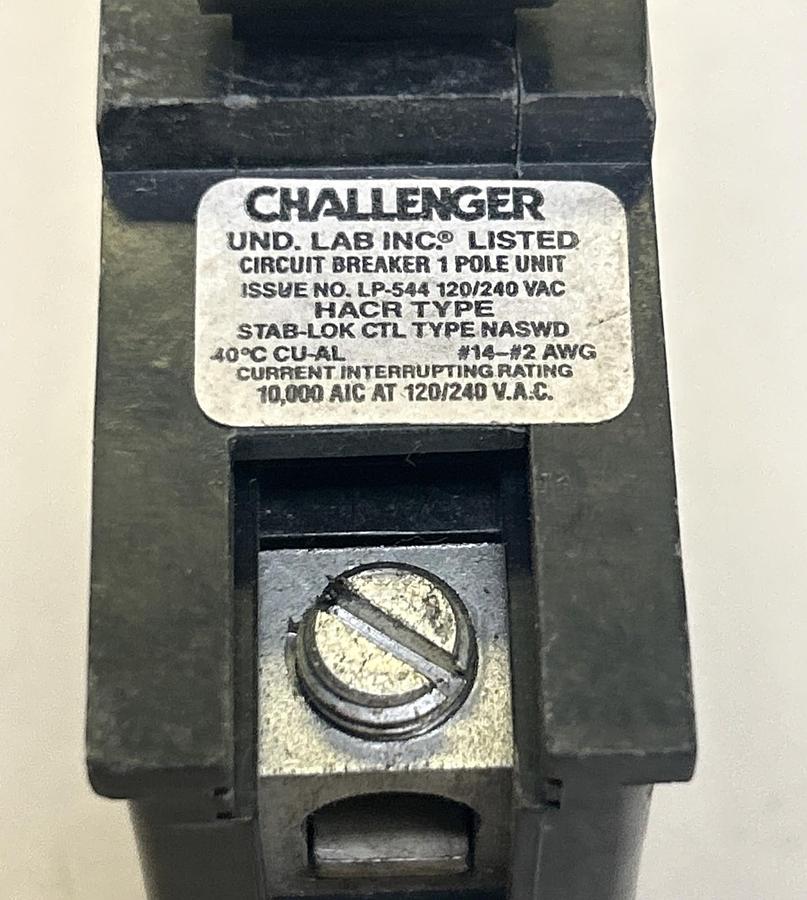 CHALLENGER
UND. LAB INC.® LISTED
CIRCUIT BREAKER 1 POLE UNIT
ISSUE NO. LP-544 120/240 VAC
HACR TYPE
STAB-LOK CTL TYPE NASWD
40°C CU-AL #14-#2 AWG
CURRENT INTERRUPTING RATING
10,000 AIC AT 120/240 V.A.C.